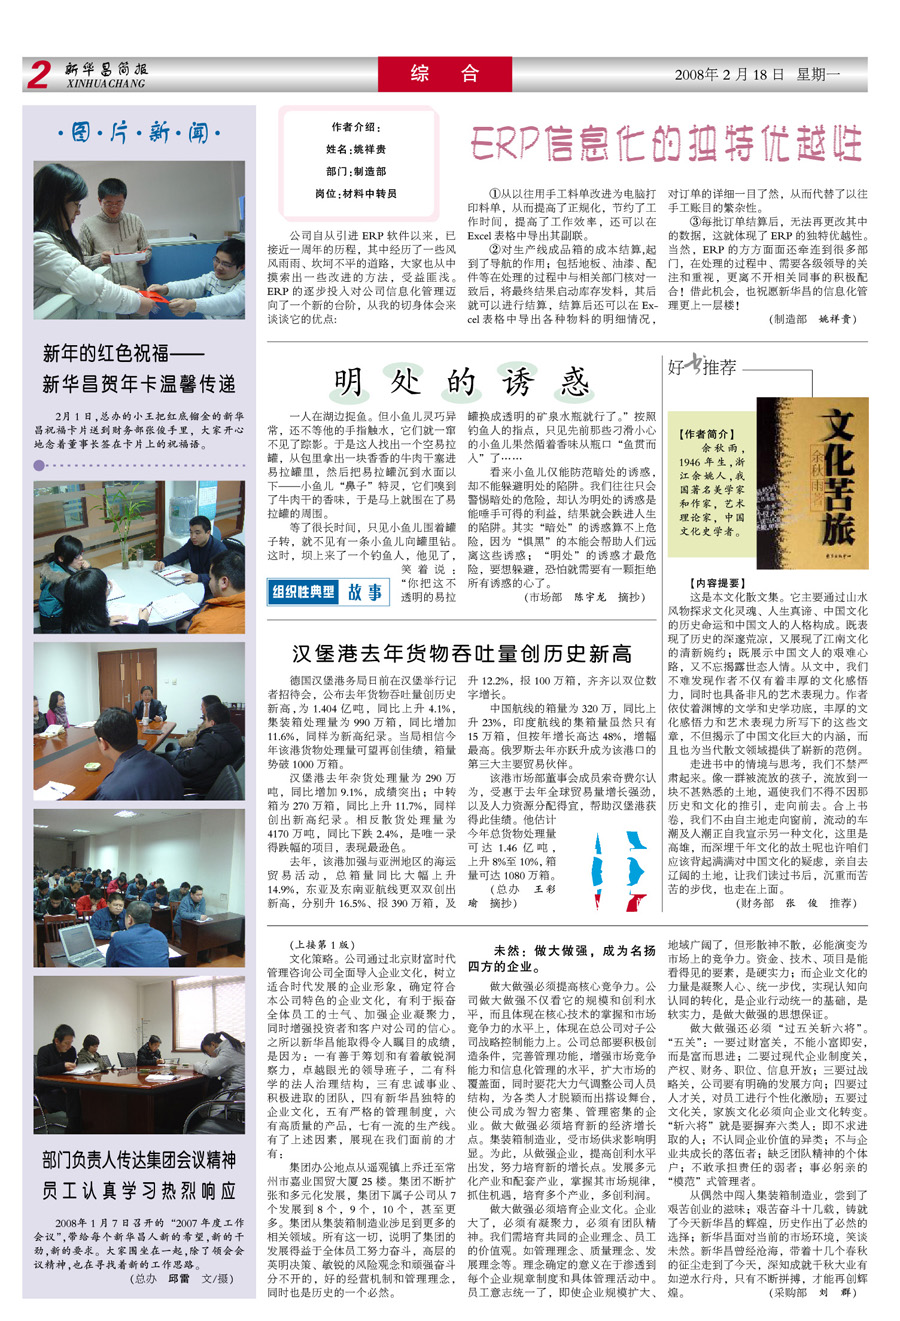 2
新华昌简报
XINHUACHANG
综 合
2008年 2 月 18 日 星期一
·图·片·新·闻·
新年的红色祝福——
新华昌贺年卡温馨传递
2月1日,总办的小王把红底镏金的新华
昌祝福卡片送到财务部张俊手里,大家开心
地念着董事长签在卡片上的祝福语。
部门负责人传达集团会议精神
员工认真学习热烈响应
2008年1月7日召开的“2007年度工作
会议”,带给每个新华昌人新的希望,新的干
劲,新的要求。大家围坐在一起,除了领会会
议精神,也在寻找着新的工作思路。
(总办 邱雷 文/摄)
作者介绍:
姓名:姚祥贵
部门:制造部
岗位:材料中转员
ERP信息化的独特优越性
公司自从引进 ERP 软件以来,已
接近一周年的历程,其中经历了一些风
风雨雨、坎坷不平的道路,大家也从中
摸索出一些改进的方法,受益匪浅。
ERP 的逐步投入对公司信息化管理迈
向了一个新的台阶,从我的切身体会来
谈谈它的优点:
①从以往用手工料单改进为电脑打
印料单,从而提高了正规化,节约了工
作时间,提高了工作效率,还可以在
Excel 表格中导出其副联。
②对生产线成品箱的成本结算,起
到了导航的作用;包括地板、油漆、配
件等在处理的过程中与相关部门核对一
致后,将最终结果启动库存发料,其后
就可以进行结算,结算后还可以在 Ex-
cel 表格中导出各种物料的明细情况,
对订单的详细一目了然,从而代替了以往
手工账目的繁杂性。
③每批订单结算后,无法再更改其中
的数据,这就体现了 ERP 的独特优越性。
当然,ERP 的方方面面还牵连到很多部
门,在处理的过程中、需要各级领导的关
注和重视,更离不开相关同事的积极配
合!借此机会,也祝愿新华昌的信息化管
理更上一层楼!
(制造部 姚祥贵)
明处的诱惑
一人在湖边捉鱼。但小鱼儿灵巧异
常,还不等他的手指触水,它们就一窜
不见了踪影。于是这人找出一个空易拉
罐,从包里拿出一块香香的牛肉干塞进
易拉罐里,然后把易拉罐沉到水面以
下——小鱼儿“鼻子”特灵,它们嗅到
了牛肉干的香味,于是马上就围在了易
拉罐的周围。
等了很长时间,只见小鱼儿围着罐
子转,就不见有一条小鱼儿向罐里钻。
这时,坝上来了一个钓鱼人,他见了,
笑着说:
“你把这不
透明的易拉
组织性典型 故 事
罐换成透明的矿泉水瓶就行了。”按照
钓鱼人的指点,只见先前那些刁滑小心
的小鱼儿果然循着香味从瓶口“鱼贯而
入”了……
看来小鱼儿仅能防范暗处的诱惑,
却不能躲避明处的陷阱。我们往往只会
警惕暗处的危险,却认为明处的诱惑是
能唾手可得的利益,结果就会跌进人生
的陷阱。其实“暗处”的诱惑算不上危
险,因为“惧黑”的本能会帮助人们远
离这些诱惑;“明处”的诱惑才最危
险,要想躲避,恐怕就需要有一颗拒绝
所有诱惑的心了。
(市场部 陈宇龙 摘抄)
好书推荐
【作者简介】
余秋雨,
1946 年生,浙
江余姚人,我
国著名美学家
和作家,艺术
理论家,中国
文化史学者。
文化苦旅
余秋雨 著
【内容提要】
这是本文化散文集。它主要通过山水
风物探求文化灵魂、人生真谛、中国文化
的历史命运和中国文人的人格构成。既表
现了历史的深邃荒凉,又展现了江南文化
的清新婉约;既展示中国文人的艰难心
路,又不忘揭露世态人情。从文中,我们
不难发现作者不仅有着丰厚的文化感悟
力,同时也具备非凡的艺术表现力。作者
依仗着渊博的文学和史学功底,丰厚的文
化感悟力和艺术表现力所写下的这些文
章,不但揭示了中国文化巨大的内涵,而
且也为当代散文领域提供了崭新的范例。
走进书中的情境与思考,我们不禁严
肃起来。像一群被流放的孩子,流放到一
块不甚熟悉的土地,逼使我们不得不因那
历史和文化的推引,走向前去。合上书
卷,我们不由自主地走向窗前,流动的车
潮及人潮正自我宣示另一种文化,这里是
高雄,而深埋千年文化的故土呢也许咱们
应该背起满满对中国文化的疑虑,亲自去
辽阔的土地,让我们读过书后,沉重而苦
苦的步伐,也走在上面。
(财务部 张 俊 推荐)
汉堡港去年货物吞吐量创历史新高
德国汉堡港务局日前在汉堡举行记
者招待会,公布去年货物吞吐量创历史
新高,为 1.404 亿吨,同比上升 4.1%,
集装箱处理量为 990 万箱,同比增加
11.6%,同样为新高纪录。当局相信今
年该港货物处理量可望再创佳绩,箱量
势破 1000 万箱。
汉堡港去年杂货处理量为 290 万
吨,同比增加 9.1%,成绩突出;中转
箱为 270 万箱,同比上升 11.7%,同样
创出新高纪录。相反散货处理量为
4170 万吨,同比下跌 2.4%,是唯一录
得跌幅的项目,表现最逊色。
去年,该港加强与亚洲地区的海运
贸易活动,总箱量同比大幅上升
14.9%,东亚及东南亚航线更双双创出
新高,分别升 16.5%、报 390 万箱,及
升 12.2%,报 100 万箱,齐齐以双位数
字增长。
中国航线的箱量为 320 万,同比上
升 23%,印度航线的集箱量虽然只有
15 万箱,但按年增长高达 48%,增幅
最高。俄罗斯去年亦跃升成为该港口的
第三大主要贸易伙伴。
该港市场部董事会成员索奇费尔认
为,受惠于去年全球贸易量增长强劲,
以及人力资源分配得宜,帮助汉堡港获
得此佳绩。他估计
今年总货物处理量
可达 1.46 亿吨,
上升 8%至 10%,箱
量可达 1080 万箱。
(总办 王彩
瑜 摘抄)
(上接第 1 版)
文化策略。公司通过北京财富时代
管理咨询公司全面导入企业文化,树立
适合时代发展的企业形象,确定符合
本公司特色的企业文化,有利于振奋
全体员工的士气、加强企业凝聚力,
同时增强投资者和客户对公司的信心。
之所以新华昌能取得令人瞩目的成绩,
是因为:一有善于筹划和有着敏锐洞
察力,卓越眼光的领导班子,二有科
学的法人治理结构,三有忠诚事业、
积极进取的团队,四有新华昌独特的
企业文化,五有严格的管理制度,六
有高质量的产品,七有一流的生产线。
有了上述因素,展现在我们面前的才
有:
集团办公地点从遥观镇上乔迁至常
州市嘉业国贸大厦 25 楼。集团不断扩
张和多元化发展,集团下属子公司从 7
个发展到 8 个,9 个,10 个,甚至更
多。集团从集装箱制造业涉足到更多的
相关领域。所有这一切,说明了集团的
发展得益于全体员工努力奋斗,高层的
英明决策、敏锐的风险观念和顽强奋斗
分不开的,好的经营机制和管理理念,
同时也是历史的一个必然。
未然:做大做强,成为名扬
四方的企业。
做大做强必须提高核心竞争力。公
司做大做强不仅看它的规模和创利水
平,而且体现在核心技术的掌握和市场
竞争力的水平上,体现在总公司对子公
司战略控制能力上。公司总部要积极创
造条件,完善管理功能,增强市场竞争
能力和信息化管理的水平,扩大市场的
覆盖面,同时要花大力气调整公司人员
结构,为各类人才脱颖而出搭设舞台,
使公司成为智力密集、管理密集的企
业。做大做强必须培育新的经济增长
点。集装箱制造业,受市场供求影响明
显。为此,从做强企业,提高创利水平
出发,努力培育新的增长点。发展多元
化产业和配套产业,掌握其市场规律,
抓住机遇,培育多个产业,多创利润。
做大做强必须培育企业文化。企业
大了,必须有凝聚力,必须有团队精
神。我们需培育共同的企业理念、员工
的价值观。如管理理念、质量理念、发
展理念等。理念确定的意义在于渗透到
每个企业规章制度和具体管理活动中。
员工意志统一了,即使企业规模扩大、
地域广阔了,但形散神不散,必能演变为
市场上的竞争力。资金、技术、项目是能
看得见的要素,是硬实力;而企业文化的
力量是凝聚人心、统一步伐,实现认知向
认同的转化,是企业行动统一的基础,是
软实力,是做大做强的思想保证。
做大做强还必须“过五关斩六将”。
“五关”:一要过财富关,不能小富即安,
而是富而思进;二要过现代企业制度关,
产权、财务、职位、信息开放;三要过战
略关,公司要有明确的发展方向;四要过
人才关,对员工进行个性化激励;五要过
文化关,家族文化必须向企业文化转变。
“斩六将”就是要摒弃六类人:即不求进
取的人;不认同企业价值的异类;不与企
业共成长的落伍者;缺乏团队精神的个体
户;不敢承担责任的弱者;事必躬亲的
“模范”式管理者。
从偶然中闯入集装箱制造业,尝到了
艰苦创业的滋味;艰苦奋斗十几载,铸就
了今天新华昌的辉煌,历史作出了必然的
选择;新华昌面对当前的市场环境,笑谈
未然。新华昌曾经沧海,带着十几个春秋
的征尘走到了今天,深知成就千秋大业有
如逆水行舟,只有不断拼搏,才能再创辉
煌。 (采购部 刘 群)